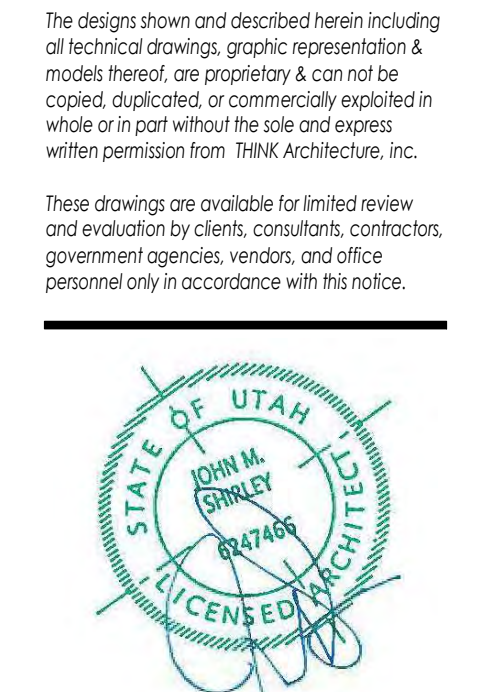 The designs shown and described herein including
all technical drawings, graphic representation &
models thereof, are proprietary & can not be
copied, duplicated, or commercially exploited in
whole or in part without the sole and express
written permission from THINK Architecture, inc.
These drawings are available for limited review
and evaluation by clients, consultants, contractors,
government agencies, vendors, and office
personnel only in accordance with this notice.
STATE OF UTAH
JOHN M.
SHIRLEY
6247466
LICENSED ARCHITECT